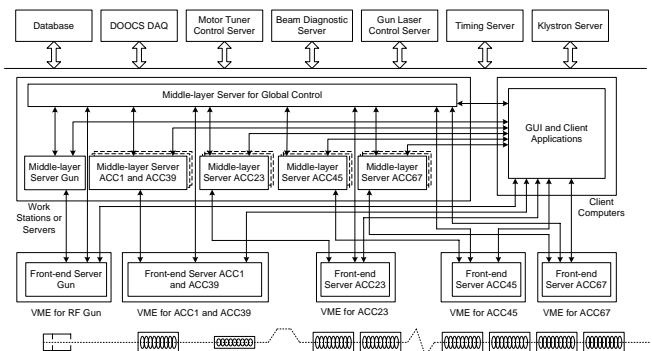 Database
DOOCS DAQ
Motor Tuner
Control Server
Beam Diagnostic
Server
Gun Laser
Control Server
Timing Server
Klystron Server
Middle-layer Server for Global Control
GUI and Client
Applications
Middle-layer
Server Gun
Middle-layer Server
ACC1 and ACC39
Middle-layer
Server ACC23
Middle-layer
Server ACC45
Middle-layer
Server ACC67
Work
Stations or
Servers
Client
Computers
Front-end Server
Gun
Front-end Server ACC1
and ACC39
Front-end
Server ACC23
Front-end
Server ACC45
Front-end
Server ACC67
VME for RF Gun
VME for ACC1 and ACC39
VME for ACC23
VME for ACC45
VME for ACC67